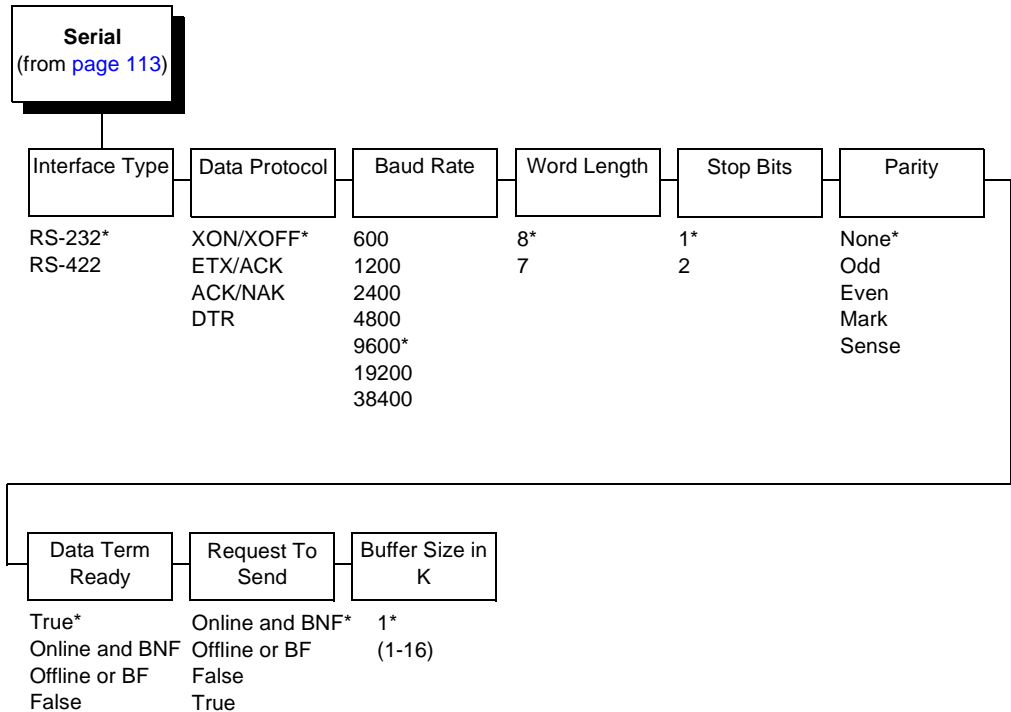 Serial
(from page 113)
Interface Type
RS-232*
RS-422
Data Protocol
XON/XOFF*
ETX/ACK
ACK/NAK
DTR
Baud Rate
600
1200
2400
4800
9600*
19200
38400
Word Length
8*
7
Stop Bits
1*
2
Parity
None*
Odd
Even
Mark
Sense
Data Term
Ready
True*
Online and BNF
Offline or BF
False
Request To
Send
Online and BNF*
Offline or BF
False
True
Buffer Size in
K
1*
(1-16)